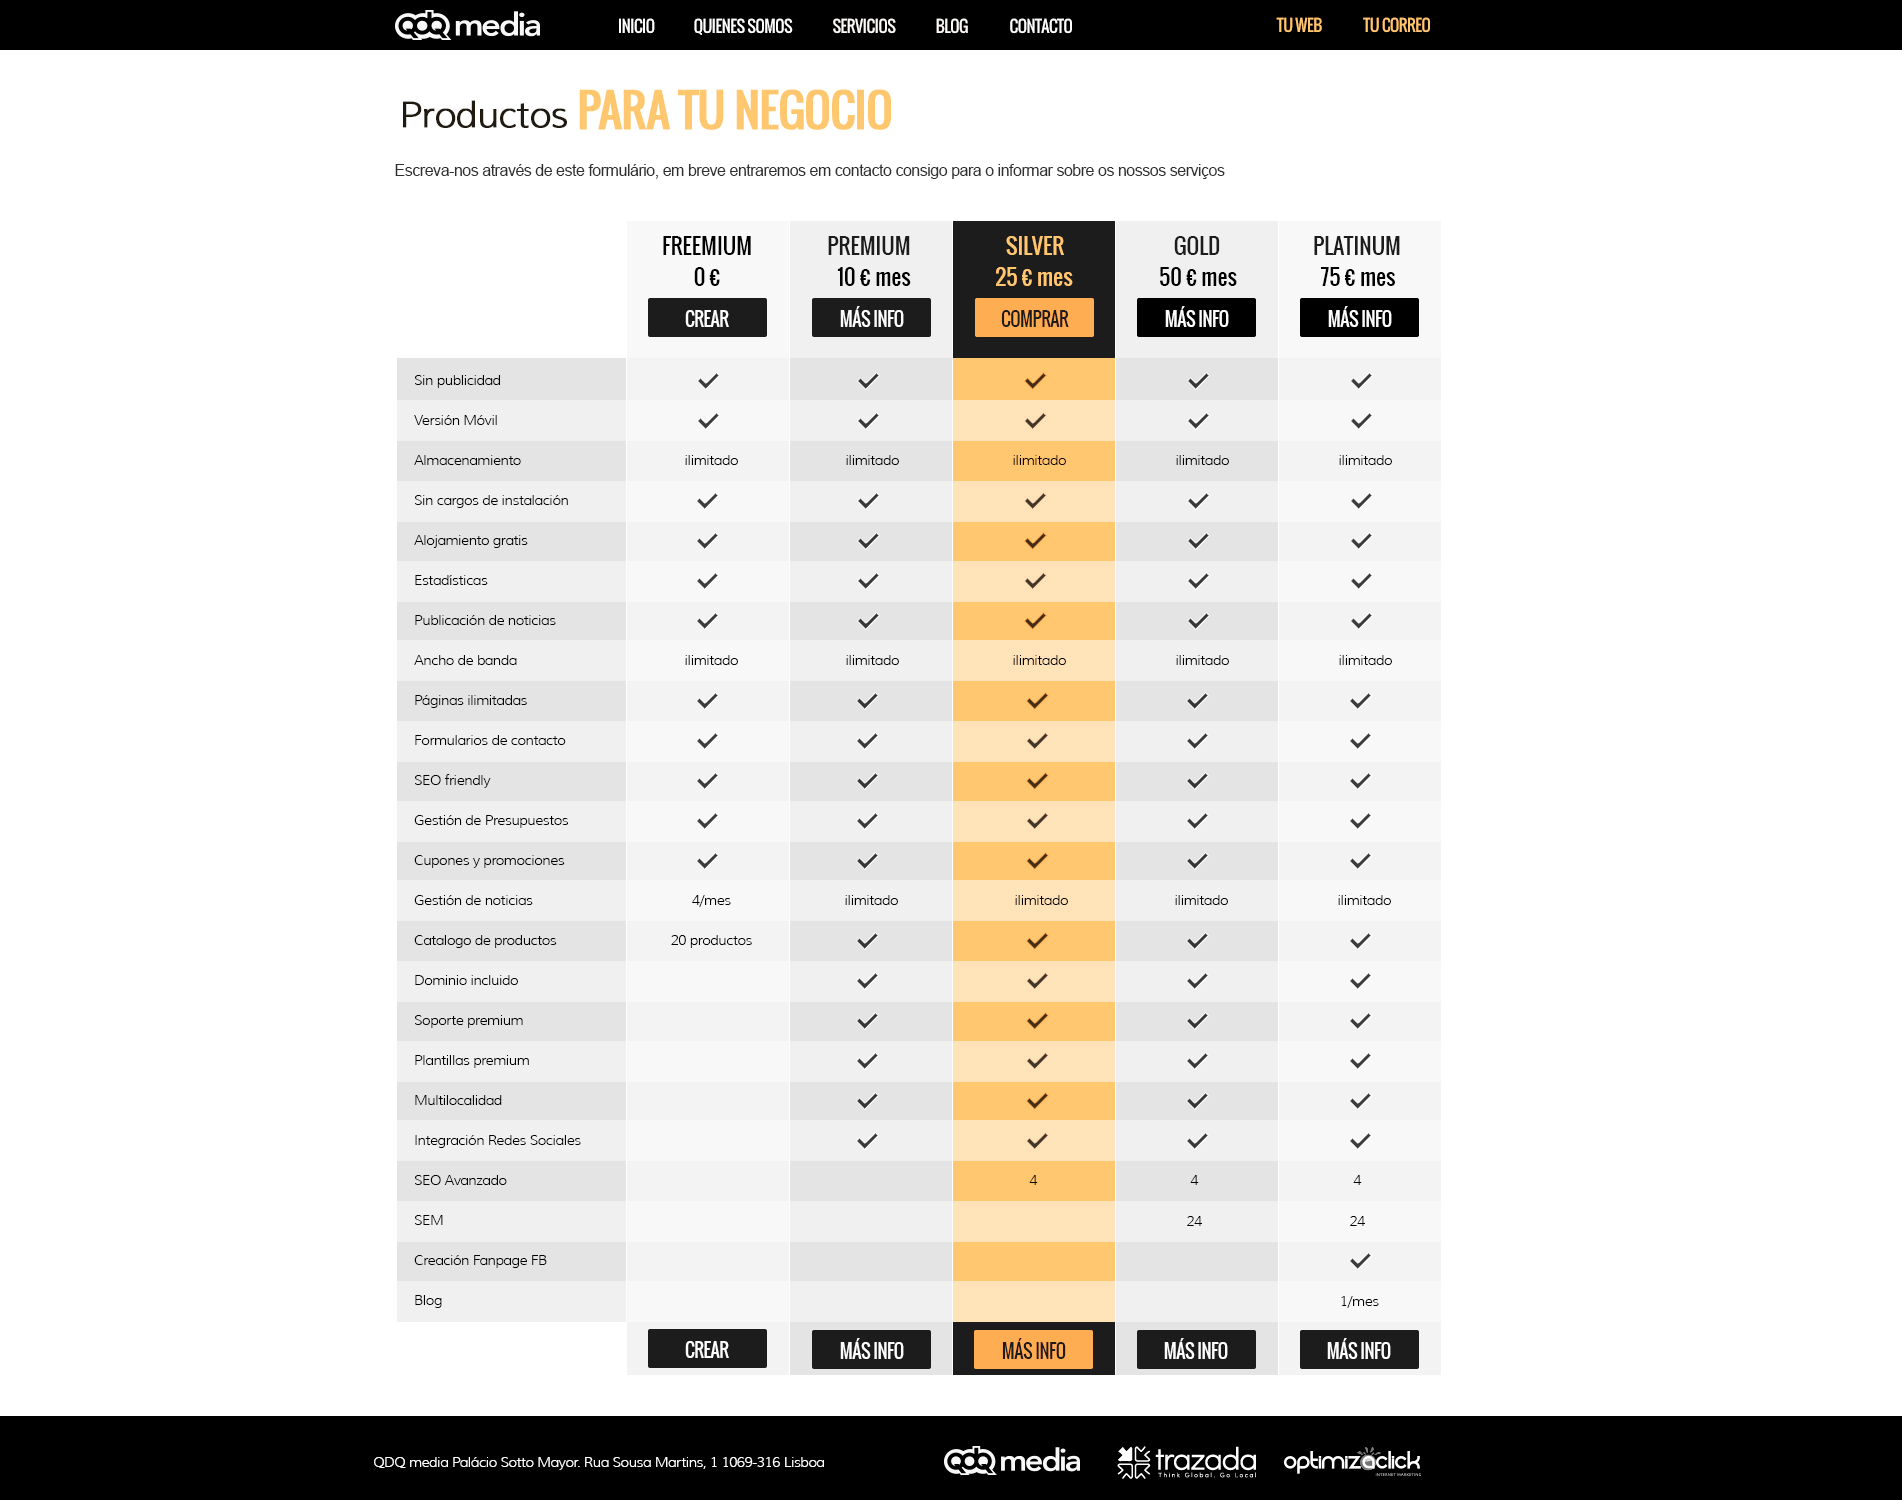 QDQ media INICIO QUIENES SOMOS SERVICIOS BLOG CONTACTO TU WEB TU CORREO
Productos PARA TU NEGOCIO
Escreva-nos através de este formulário, em breve entraremos em contacto consigo para o informar sobre os nossos serviços
FREEMIUM PREMIUM SILVER GOLD PLATINUM
0 € 10 € mes 25 € mes 50 € mes 75 € mes
CREAR MÁS INFO COMPRAR MÁS INFO MÁS INFO
Sin publicidad
Versión Móvil
Almacenamiento ilimitado ilimitado ilimitado ilimitado ilimitado
Sin cargos de instalación
Alojamiento gratis
Estadísticas
Publicación de noticias
Ancho de banda ilimitado ilimitado ilimitado ilimitado ilimitado
Páginas ilimitadas
Formularios de contacto
SEO friendly
Gestión de Presupuestos
Cupones y promociones
Gestión de noticias 4/mes ilimitado ilimitado ilimitado ilimitado
Catalogo de productos 20 productos
Dominio incluido
Soporte premium
Plantillas premium
Multilocalidad
Integración Redes Sociales
SEO Avanzado 4 4 4
SEM 24 24
Creación Fanpage FB
Blog 1/mes
CREAR MÁS INFO MÁS INFO MÁS INFO MÁS INFO
QDQ media Palácio Sotto Mayor. Rua Sousa Martins, 1 1069-316 Lisboa QDQ media trazada optimizaclick
Think Global. Go Local
INTERNET MARKETING